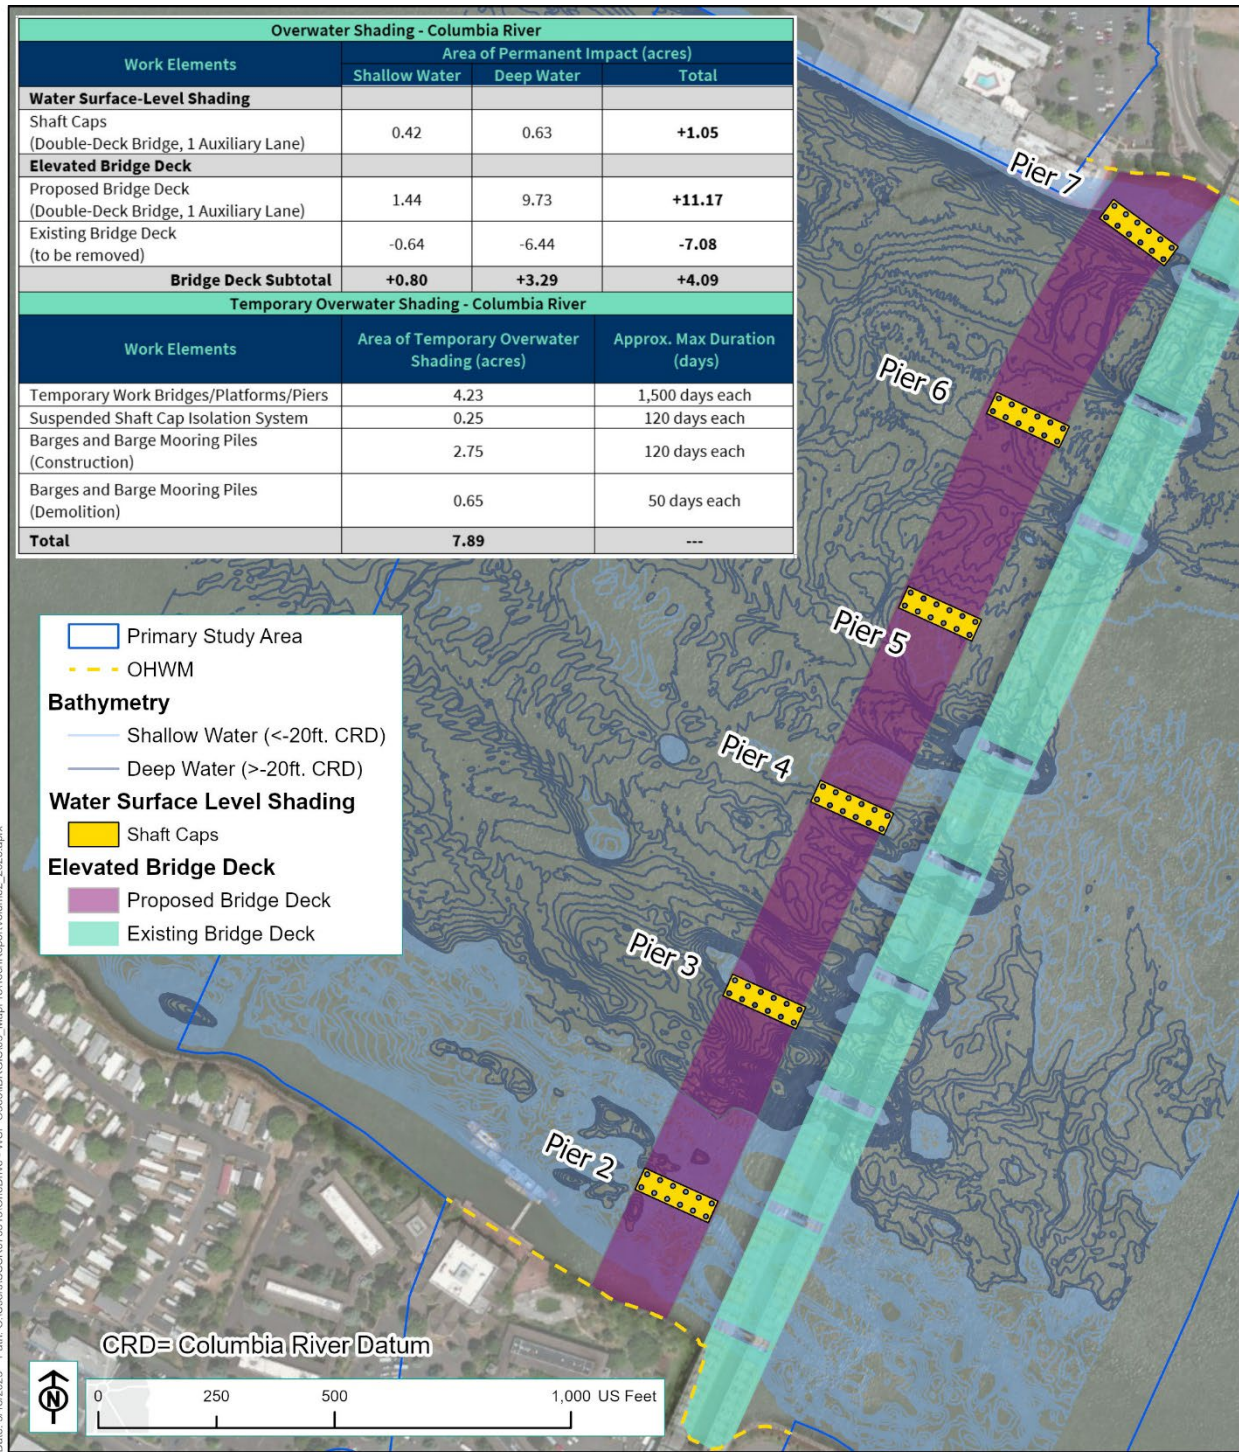 Overwater Shading - Columbia River
Work Elements
Area of Permanent Impact (acres)
Shallow Water Deep Water Total
Water Surface-Level Shading
Shaft Caps
(Double-Deck Bridge, 1 Auxiliary Lane) 0.42 0.63 +1.05
Elevated Bridge Deck
Proposed Bridge Deck
(Double-Deck Bridge, 1 Auxiliary Lane) 1.44 9.73 +11.17
Existing Bridge Deck
(to be removed) -0.64 -6.44 -7.08
Bridge Deck Subtotal +0.80 +3.29 +4.09
Temporary Overwater Shading - Columbia River
Work Elements
Area of Temporary Overwater
Shading (acres)
Approx. Max Duration
(days)
Temporary Work Bridges/Platforms/Piers 4.23 1,500 days each
Suspended Shaft Cap Isolation System 0.25 120 days each
Barges and Barge Mooring Piles
(Construction) 2.75 120 days each
Barges and Barge Mooring Piles
(Demolition) 0.65 50 days each
Total 7.89 ---
Pier 7
Pier 6
Pier 5
Pier 4
Pier 3
Pier 2
Primary Study Area
OHWM
Bathymetry
Shallow Water (<-20ft. CRD)
Deep Water (>-20ft. CRD)
Water Surface Level Shading
Shaft Caps
Elevated Bridge Deck
Proposed Bridge Deck
Existing Bridge Deck
CRD= Columbia River Datum
N
0 250 500 1,000 US Feet